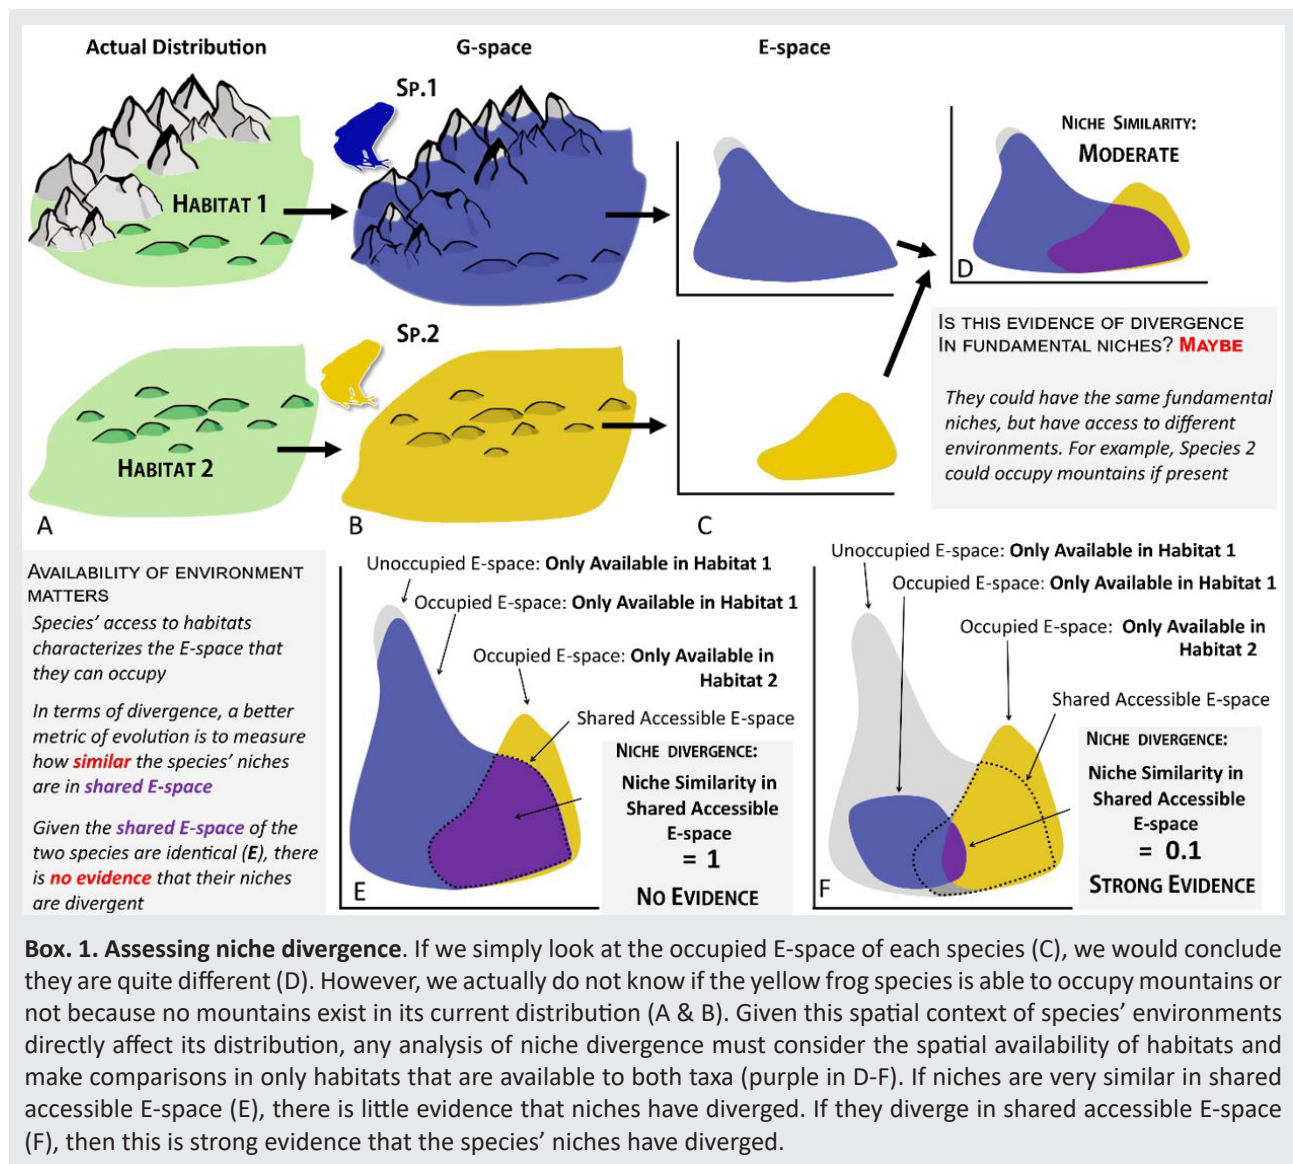 Actual Distribution
G-space
E-space
SP.1
HABITAT 1
NICHE SIMILARITY:
MODERATE
D
SP.2
HABITAT 2
A
B
C
IS THIS EVIDENCE OF DIVERGENCE
IN FUNDAMENTAL NICHES? MAYBE
They could have the same fundamental
niches, but have access to different
environments. For example, Species 2
could occupy mountains if present
AVAILABILITY OF ENVIRONMENT
MATTERS
Species' access to habitats
characterizes the E-space that
they can occupy
In terms of divergence, a better
metric of evolution is to measure
how similar the species' niches
are in shared E-space
Given the shared E-space of the
two species are identical (E), there
is no evidence that their niches
are divergent
Unoccupied E-space: Only Available in Habitat 1
Occupied E-space: Only Available in Habitat 1
Occupied E-space: Only Available in
Habitat 2
Shared Accessible E-space
NICHE DIVERGENCE:
Niche Similarity in
Shared Accessible
E-space
= 1
NO EVIDENCE
E
Unoccupied E-space: Only Available in Habitat 1
Occupied E-space: Only Available in Habitat 1
Occupied E-space: Only Available in
Habitat 2
Shared Accessible E-space
NICHE DIVERGENCE:
Niche Similarity in
Shared Accessible
E-space
= 0.1
STRONG EVIDENCE
F
Box. 1. Assessing niche divergence. If we simply look at the occupied E-space of each species (C), we would conclude
they are quite different (D). However, we actually do not know if the yellow frog species is able to occupy mountains or
not because no mountains exist in its current distribution (A & B). Given this spatial context of species' environments
directly affect its distribution, any analysis of niche divergence must consider the spatial availability of habitats and
make comparisons in only habitats that are available to both taxa (purple in D-F). If niches are very similar in shared
accessible E-space (E), there is little evidence that niches have diverged. If they diverge in shared accessible E-space
(F), then this is strong evidence that the species' niches have diverged.